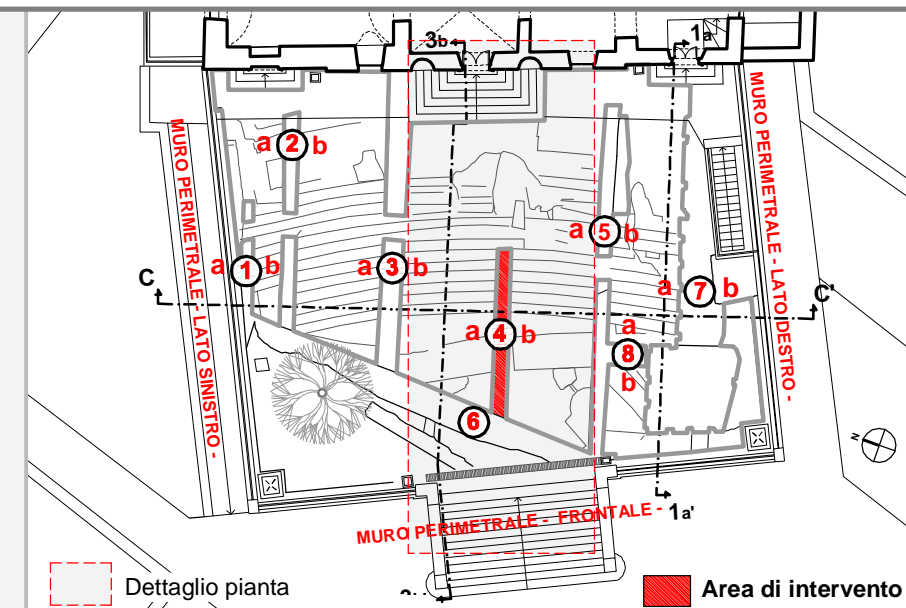 3b
1a
MURO PERIMETRALE - LATO SINISTRO -
MURO PERIMETRALE - LATO DESTRO -
a 2 b
a 5 b
a 1 b
a 3 b
C
C'
a 7 b
a 4 b
a
8
b
6
N
1a'
MURO PERIMETRALE - FRONTALE -
Dettaglio pianta
Area di intervento